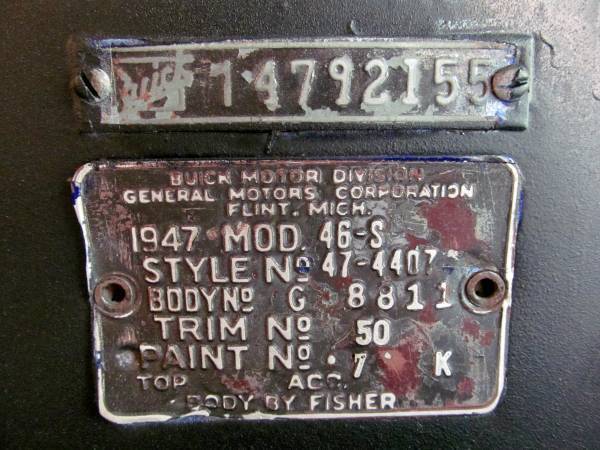 Buick 14792155
BUICK MOTOR DIVISION
GENERAL MOTORS CORPORATION
FLINT. MICH.
1947 MOD. 46-S
STYLE Nº 47-4407
BODY Nº G 8811
TRIM Nº 50
PAINT Nº 7 K
TOP ACC.
BODY BY FISHER